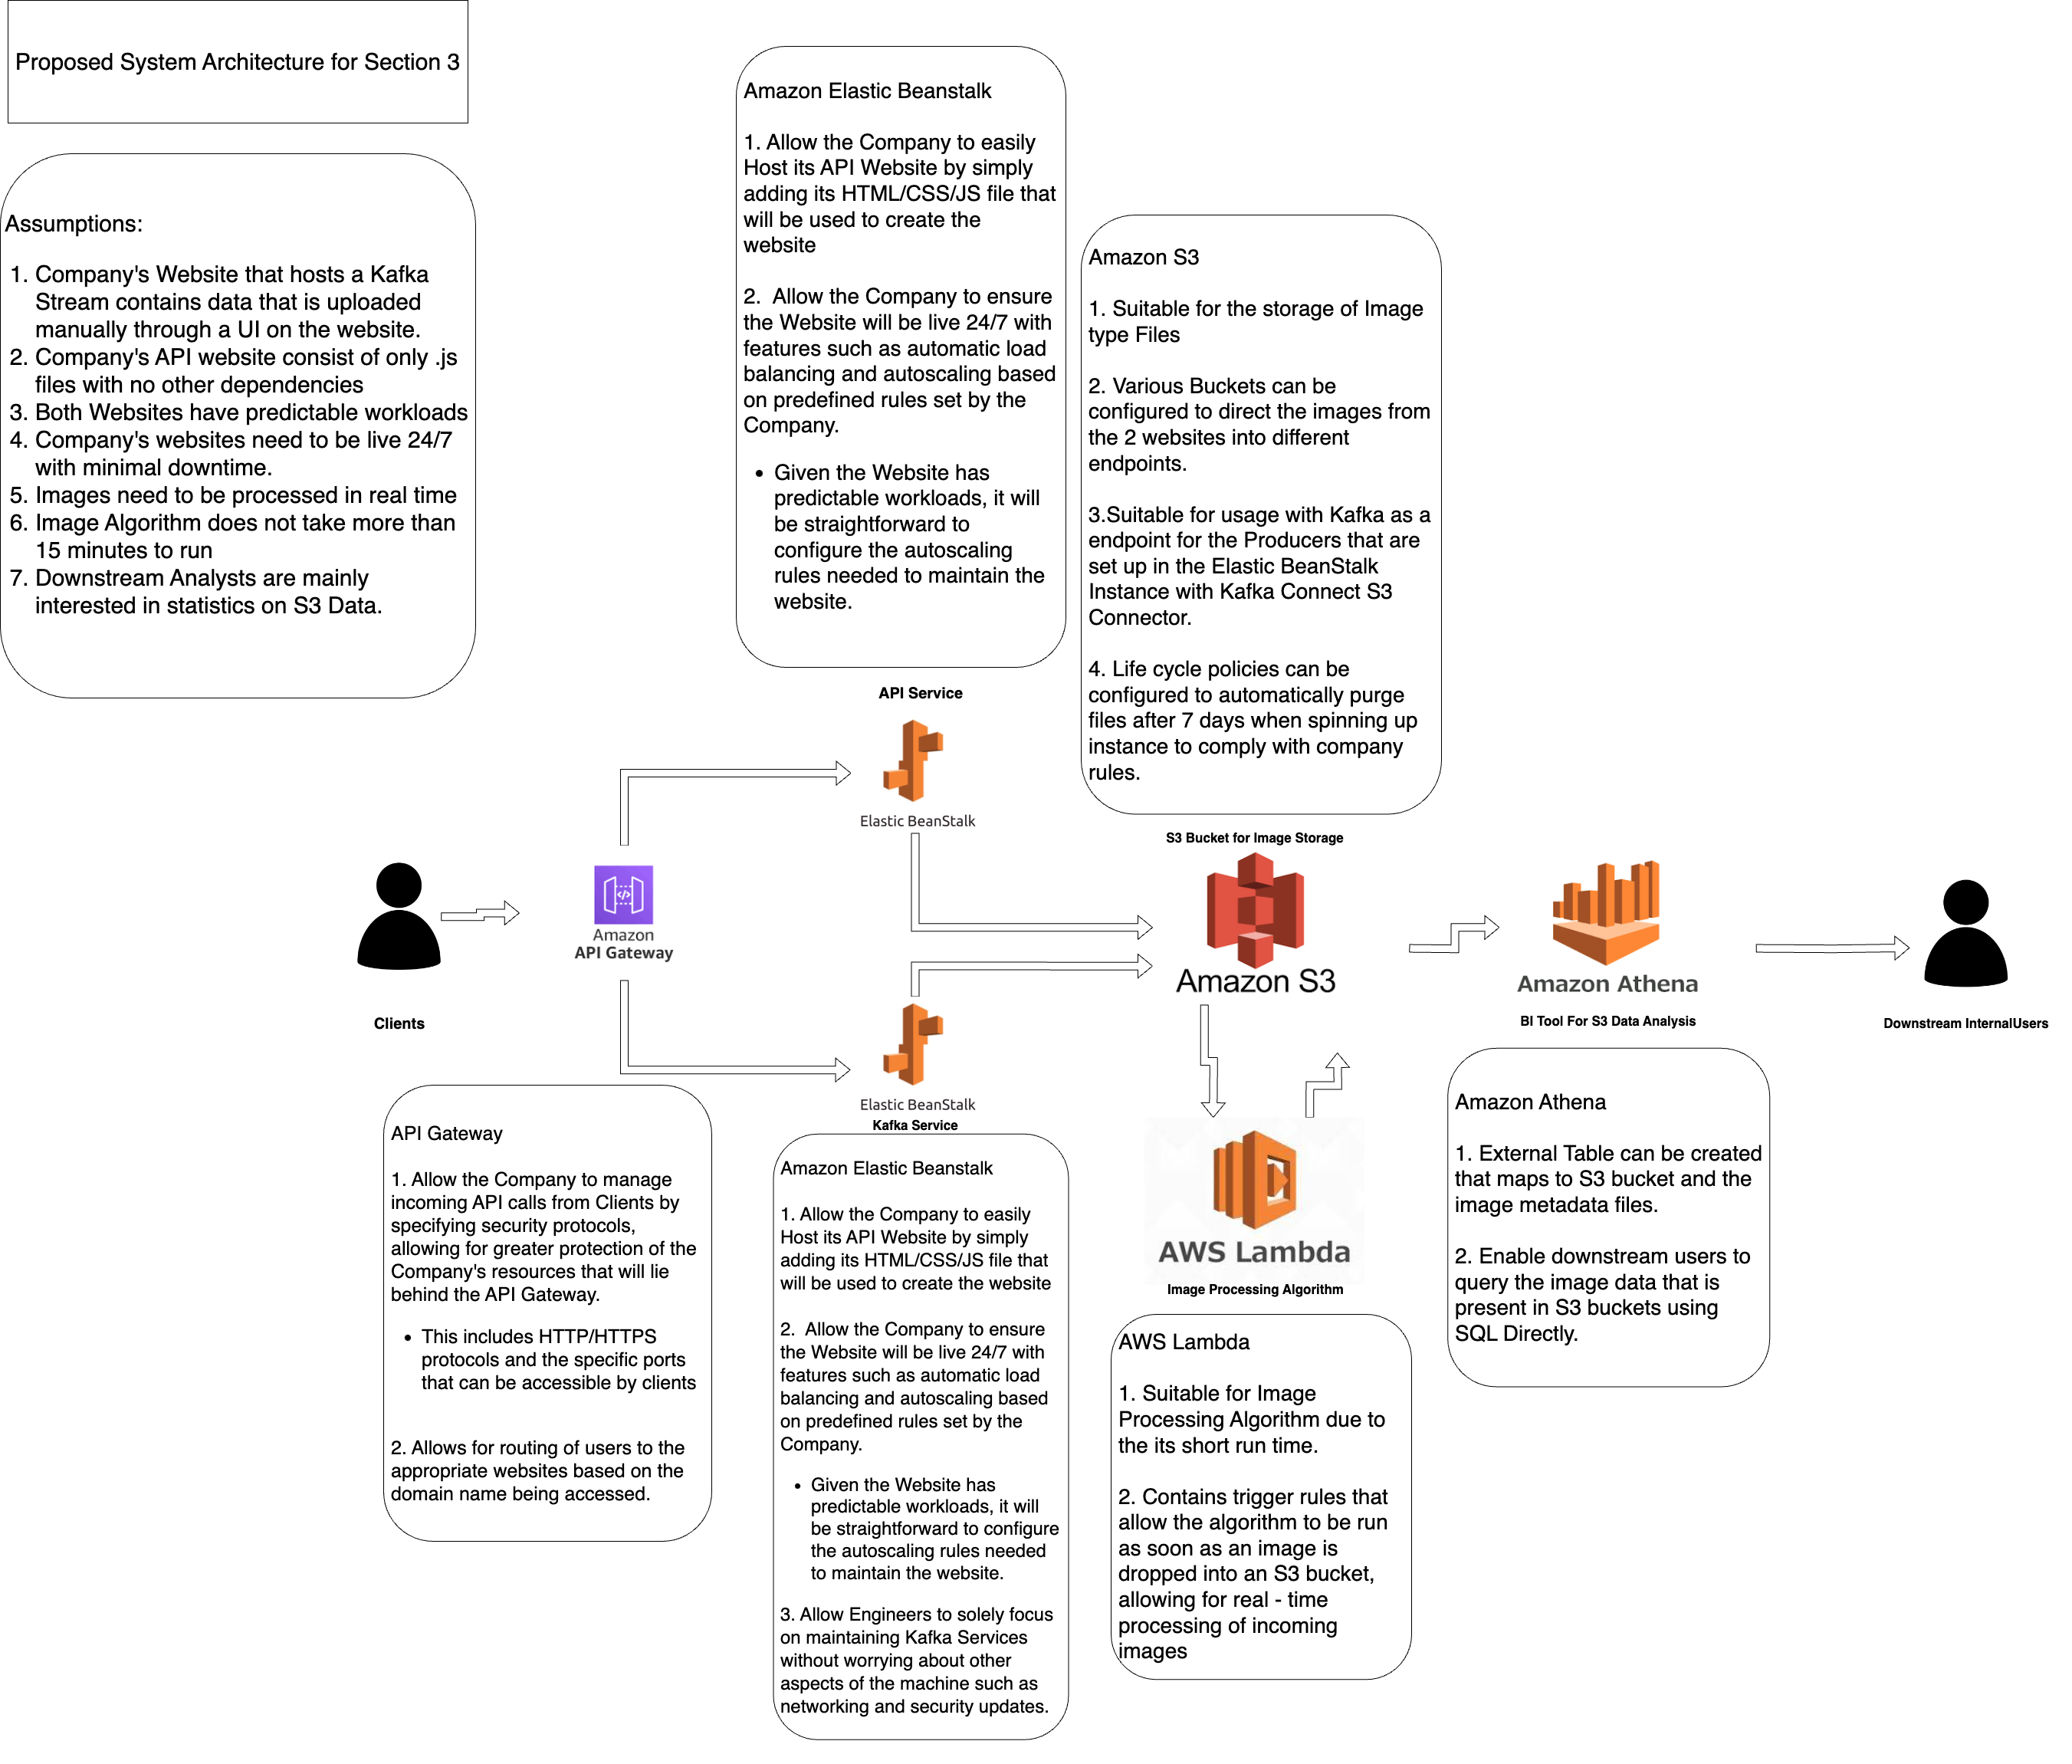 Proposed System Architecture for Section 3
Assumptions:
1. Company's Website that hosts a Kafka
Stream contains data that is uploaded
manually through a UI on the website.
2. Company's API website consist of only .js
files with no other dependencies
3. Both Websites have predictable workloads
4. Company's websites need to be live 24/7
with minimal downtime.
5. Images need to be processed in real time
6. Image Algorithm does not take more than
15 minutes to run
7. Downstream Analysts are mainly
interested in statistics on S3 Data.
Amazon Elastic Beanstalk
1. Allow the Company to easily
Host its API Website by simply
adding its HTML/CSS/JS file that
will be used to create the
website
2.  Allow the Company to ensure
the Website will be live 24/7 with
features such as automatic load
balancing and autoscaling based
on predefined rules set by the
Company.
• Given the Website has
predictable workloads, it will
be straightforward to
configure the autoscaling
rules needed to maintain the
website.
Amazon S3
1. Suitable for the storage of Image
type Files
2. Various Buckets can be
configured to direct the images from
the 2 websites into different
endpoints.
3.Suitable for usage with Kafka as a
endpoint for the Producers that are
set up in the Elastic BeanStalk
Instance with Kafka Connect S3
Connector.
4. Life cycle policies can be
configured to automatically purge
files after 7 days when spinning up
instance to comply with company
rules.
API Service
Elastic BeanStalk
S3 Bucket for Image Storage
Amazon
API Gateway
Amazon S3
Amazon Athena
BI Tool For S3 Data Analysis
Clients
Downstream InternalUsers
Elastic BeanStalk
Kafka Service
API Gateway
1. Allow the Company to manage
incoming API calls from Clients by
specifying security protocols,
allowing for greater protection of the
Company's resources that will lie
behind the API Gateway.
• This includes HTTP/HTTPS
protocols and the specific ports
that can be accessible by clients
2. Allows for routing of users to the
appropriate websites based on the
domain name being accessed.
Amazon Elastic Beanstalk
1. Allow the Company to easily
Host its API Website by simply
adding its HTML/CSS/JS file that
will be used to create the website
2.  Allow the Company to ensure
the Website will be live 24/7 with
features such as automatic load
balancing and autoscaling based
on predefined rules set by the
Company.
• Given the Website has
predictable workloads, it will
be straightforward to configure
the autoscaling rules needed
to maintain the website.
3. Allow Engineers to solely focus
on maintaining Kafka Services
without worrying about other
aspects of the machine such as
networking and security updates.
AWS Lambda
Image Processing Algorithm
AWS Lambda
1. Suitable for Image
Processing Algorithm due to
the its short run time.
2. Contains trigger rules that
allow the algorithm to be run
as soon as an image is
dropped into an S3 bucket,
allowing for real - time
processing of incoming
images
Amazon Athena
1. External Table can be created
that maps to S3 bucket and the
image metadata files.
2. Enable downstream users to
query the image data that is
present in S3 buckets using
SQL Directly.